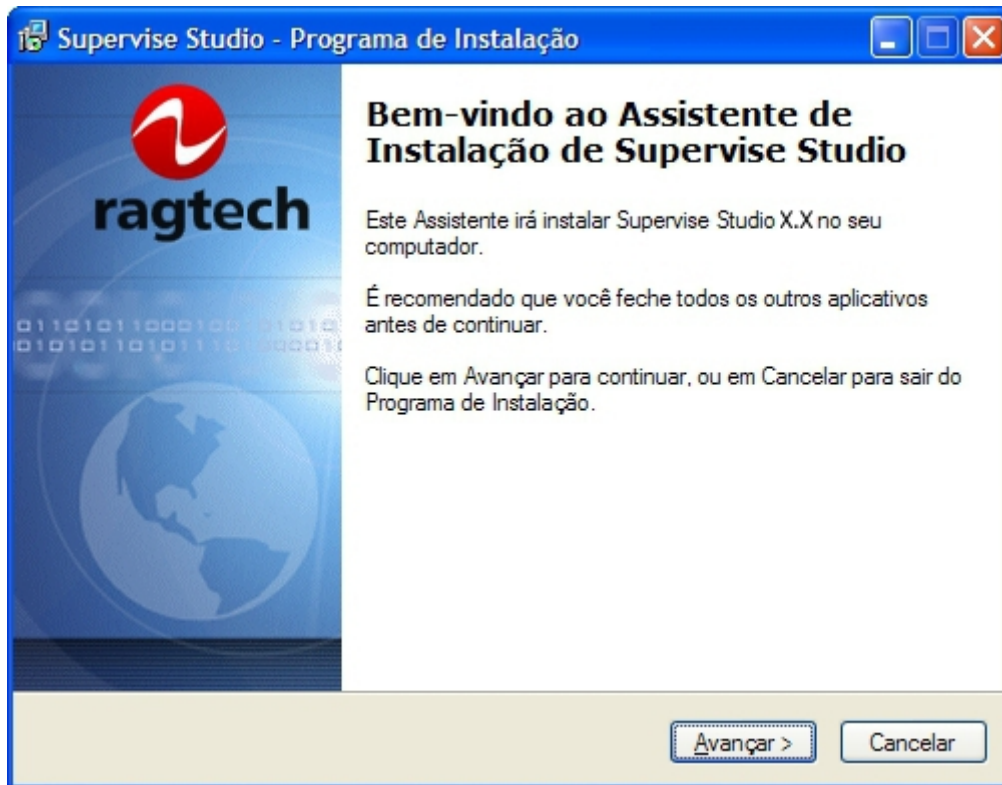 Supervise Studio - Programa de Instalação
ragtech
Bem-vindo ao Assistente de
Instalação de Supervise Studio
Este Assistente irá instalar Supervise Studio X.X no seu
computador.
É recomendado que você feche todos os outros aplicativos
antes de continuar.
Clique em Avançar para continuar, ou em Cancelar para sair do
Programa de Instalação.
Avançar >
Cancelar